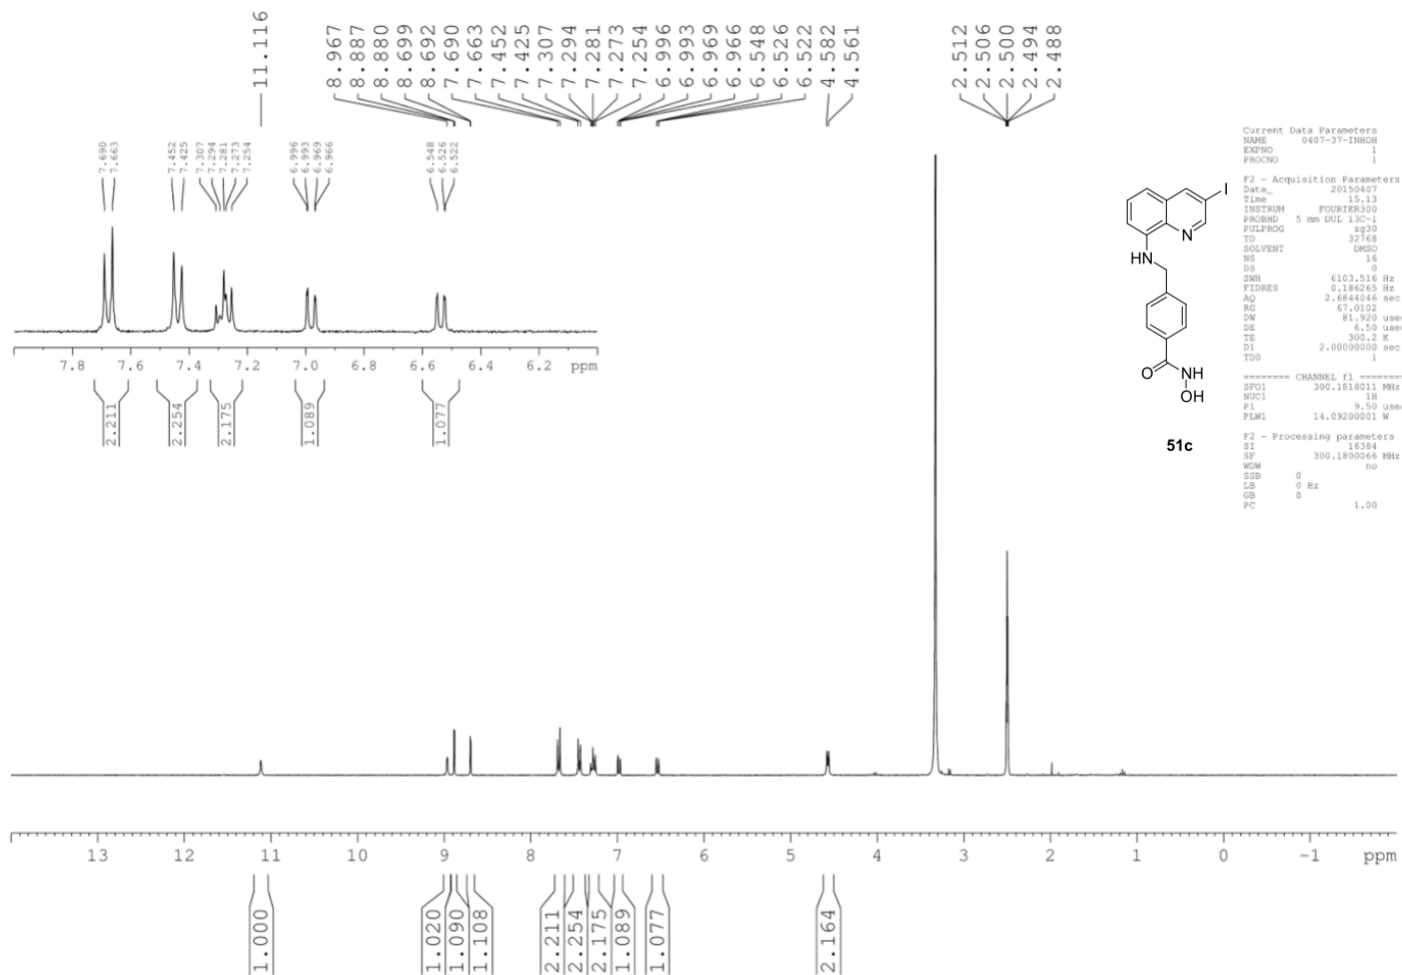 11.116
8.967
8.887
8.880
8.699
8.692
7.690
7.663
7.452
7.425
7.307
7.294
7.281
7.273
7.254
6.996
6.993
6.969
6.966
6.548
6.526
6.522
4.582
4.561
2.512
2.506
2.500
2.494
2.488
7.690
7.663
7.452
7.425
7.307
7.294
7.281
7.273
7.254
6.996
6.993
6.969
6.966
6.548
6.526
6.522
7.8 7.6 7.4 7.2 7.0 6.8 6.6 6.4 6.2 ppm
2.211
2.254
2.175
1.089
1.077
I
N
HN
O
NH
OH
51c
Current Data Parameters
NAME 0407-37-INHOH
EXPNO 1
PROCNO 1
F2 - Acquisition Parameters
Date_ 20150407
Time 15.13
INSTRUM FOURIER300
PROBHD 5 mm DUL 13C-1
PULPROG zg30
TD 32768
SOLVENT DMSO
NS 16
DS 0
SWH 6103.516 Hz
FIDRES 0.186265 Hz
AQ 2.6844046 sec
RG 67.0102
DW 81.920 usec
DE 6.50 usec
TE 300.2 K
D1 2.00000000 sec
TD0 1
======== CHANNEL f1 ========
SFO1 300.1818011 MHz
NUC1 1H
P1 9.50 usec
PLW1 14.09200001 W
F2 - Processing parameters
SI 16384
SF 300.1800066 MHz
WDW no
SSB 0
LB 0 Hz
GB 0
PC 1.00
13 12 11 10 9 8 7 6 5 4 3 2 1 0 -1 ppm
1.000
1.020
1.090
1.108
2.211
2.254
2.175
1.089
1.077
2.164